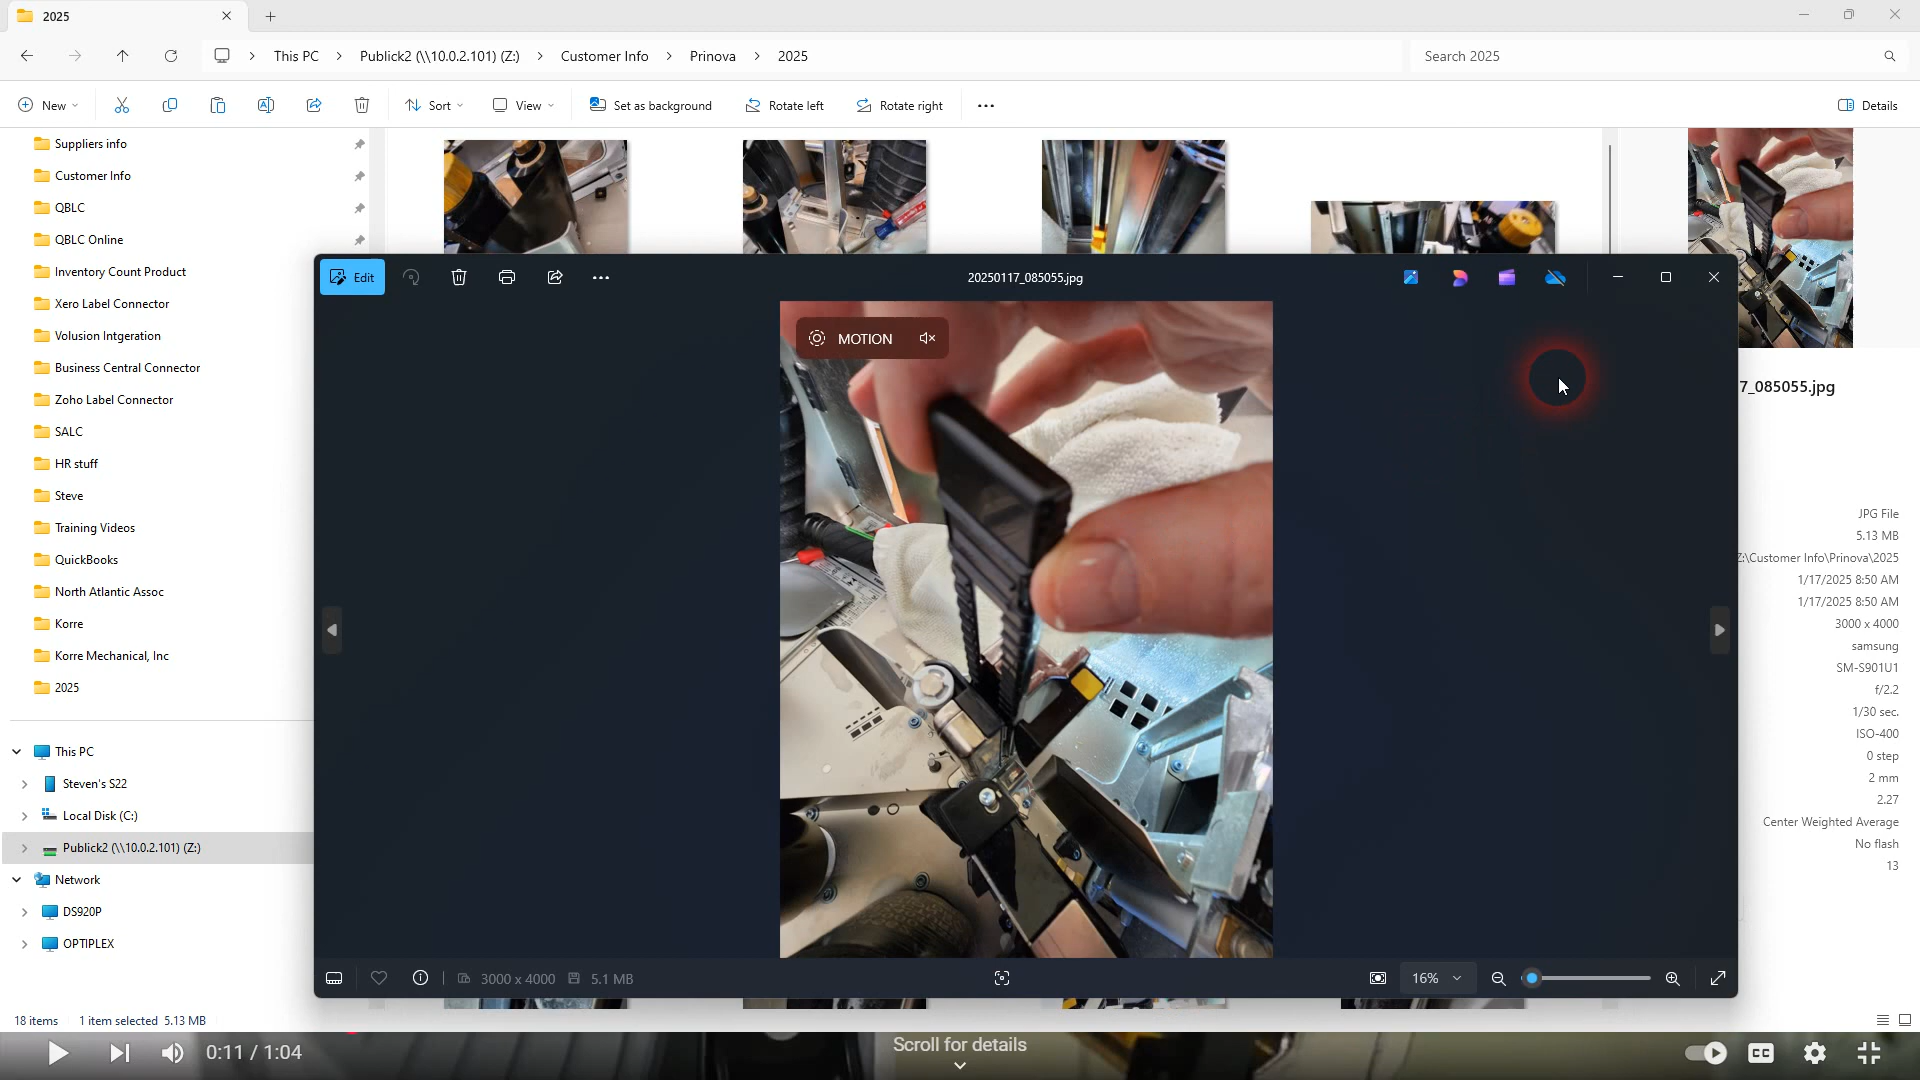 2025
This PC
Publick2 (\\10.0.2.101) (Z:)
Customer Info
Prinova
2025
Search 2025
New
Sort
View
Set as background
Rotate left
Rotate right
Details
Suppliers info
Customer Info
QBLC
QBLC Online
Inventory Count Product
Xero Label Connector
Volusion Intgeration
Business Central Connector
Zoho Label Connector
SALC
HR stuff
Steve
Training Videos
QuickBooks
North Atlantic Assoc
Korre
Korre Mechanical, Inc
2025
This PC
Steven's S22
Local Disk (C:)
Publick2 (\\10.0.2.101) (Z:)
Network
DS920P
OPTIPLEX
18 items
1 item selected 5.13 MB
Edit
20250117_085055.jpg
MOTION
3000 x 4000
5.1 MB
16%
7_085055.jpg
JPG File
5.13 MB
Z:\Customer Info\Prinova\2025
1/17/2025 8:50 AM
1/17/2025 8:50 AM
3000 x 4000
samsung
SM-S901U1
f/2.2
1/30 sec.
ISO-400
0 step
2 mm
2.27
Center Weighted Average
No flash
13
0:11 / 1:04
Scroll for details
CC